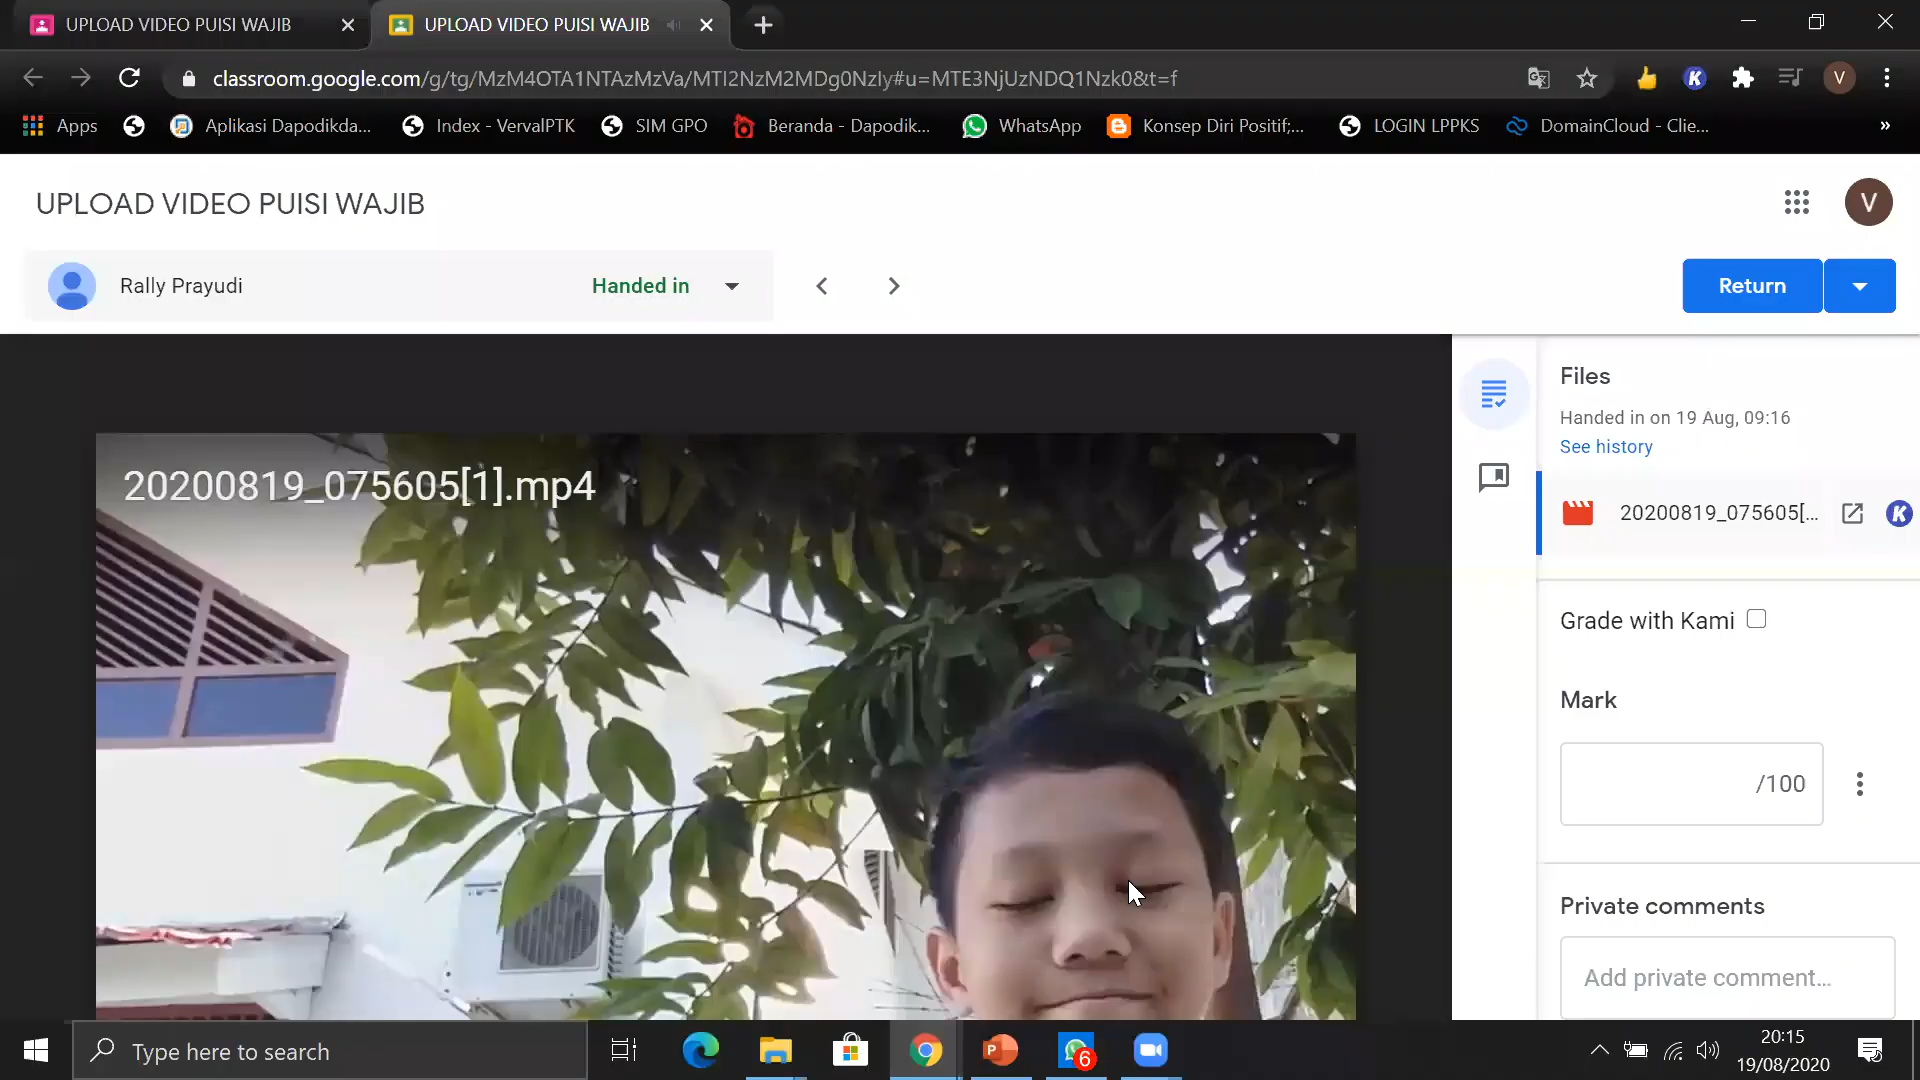 UPLOAD VIDEO PUISI WAJIB
UPLOAD VIDEO PUISI WAJIB
classroom.google.com/g/tg/MzM4OTA1NTAzMzVa/MTI2NzM2MDg0NzIy#u=MTE3NjUzNDQ1Nzk0&t=f
V
Apps
Aplikasi Dapodikda...
Index - VervalPTK
SIM GPO
Beranda - Dapodik...
WhatsApp
Konsep Diri Positif;...
LOGIN LPPKS
DomainCloud - Clie...
»
UPLOAD VIDEO PUISI WAJIB
V
Rally Prayudi
Handed in
Return
Files
Handed in on 19 Aug, 09:16
See history
20200819_075605[...
K
20200819_075605[1].mp4
Grade with Kami
Mark
/100
Private comments
Add private comment...
Type here to search
6
20:15
19/08/2020